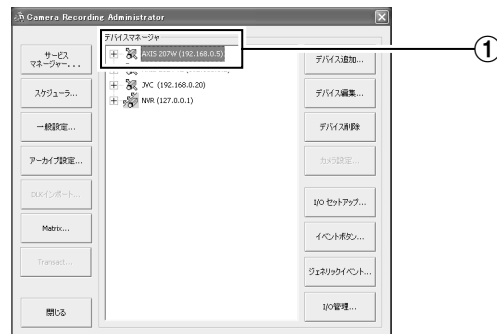 Camera Recording Administrator
デバイスマネージャ
AXIS 207W (192.168.0.5)
JVC (192.168.0.20)
NVR (127.0.0.1)
サービス
マネージャー...
スケジューラ...
一般設定...
アーカイブ設定...
DLKインポート...
Matrix...
Transact...
閉じる
デバイス追加...
デバイス編集...
デバイス削除
カメラ設定...
I/O セットアップ...
イベントボタン...
ジェネリックイベント...
I/O管理...
①